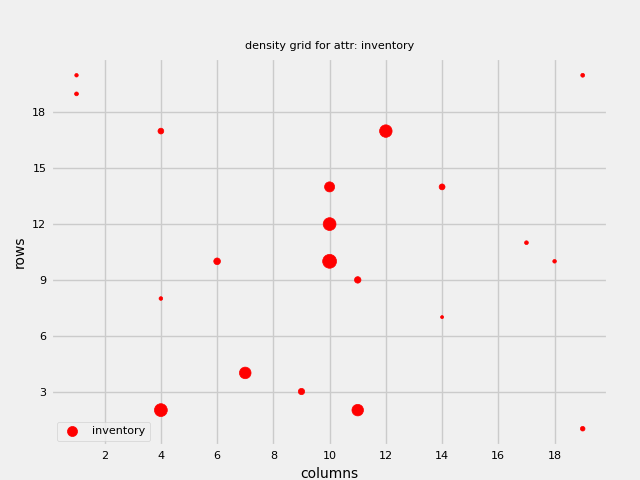 density grid for attr: inventory
rows
18
15
12
9
6
3
inventory
2 4 6 8 10 12 14 16 18
columns